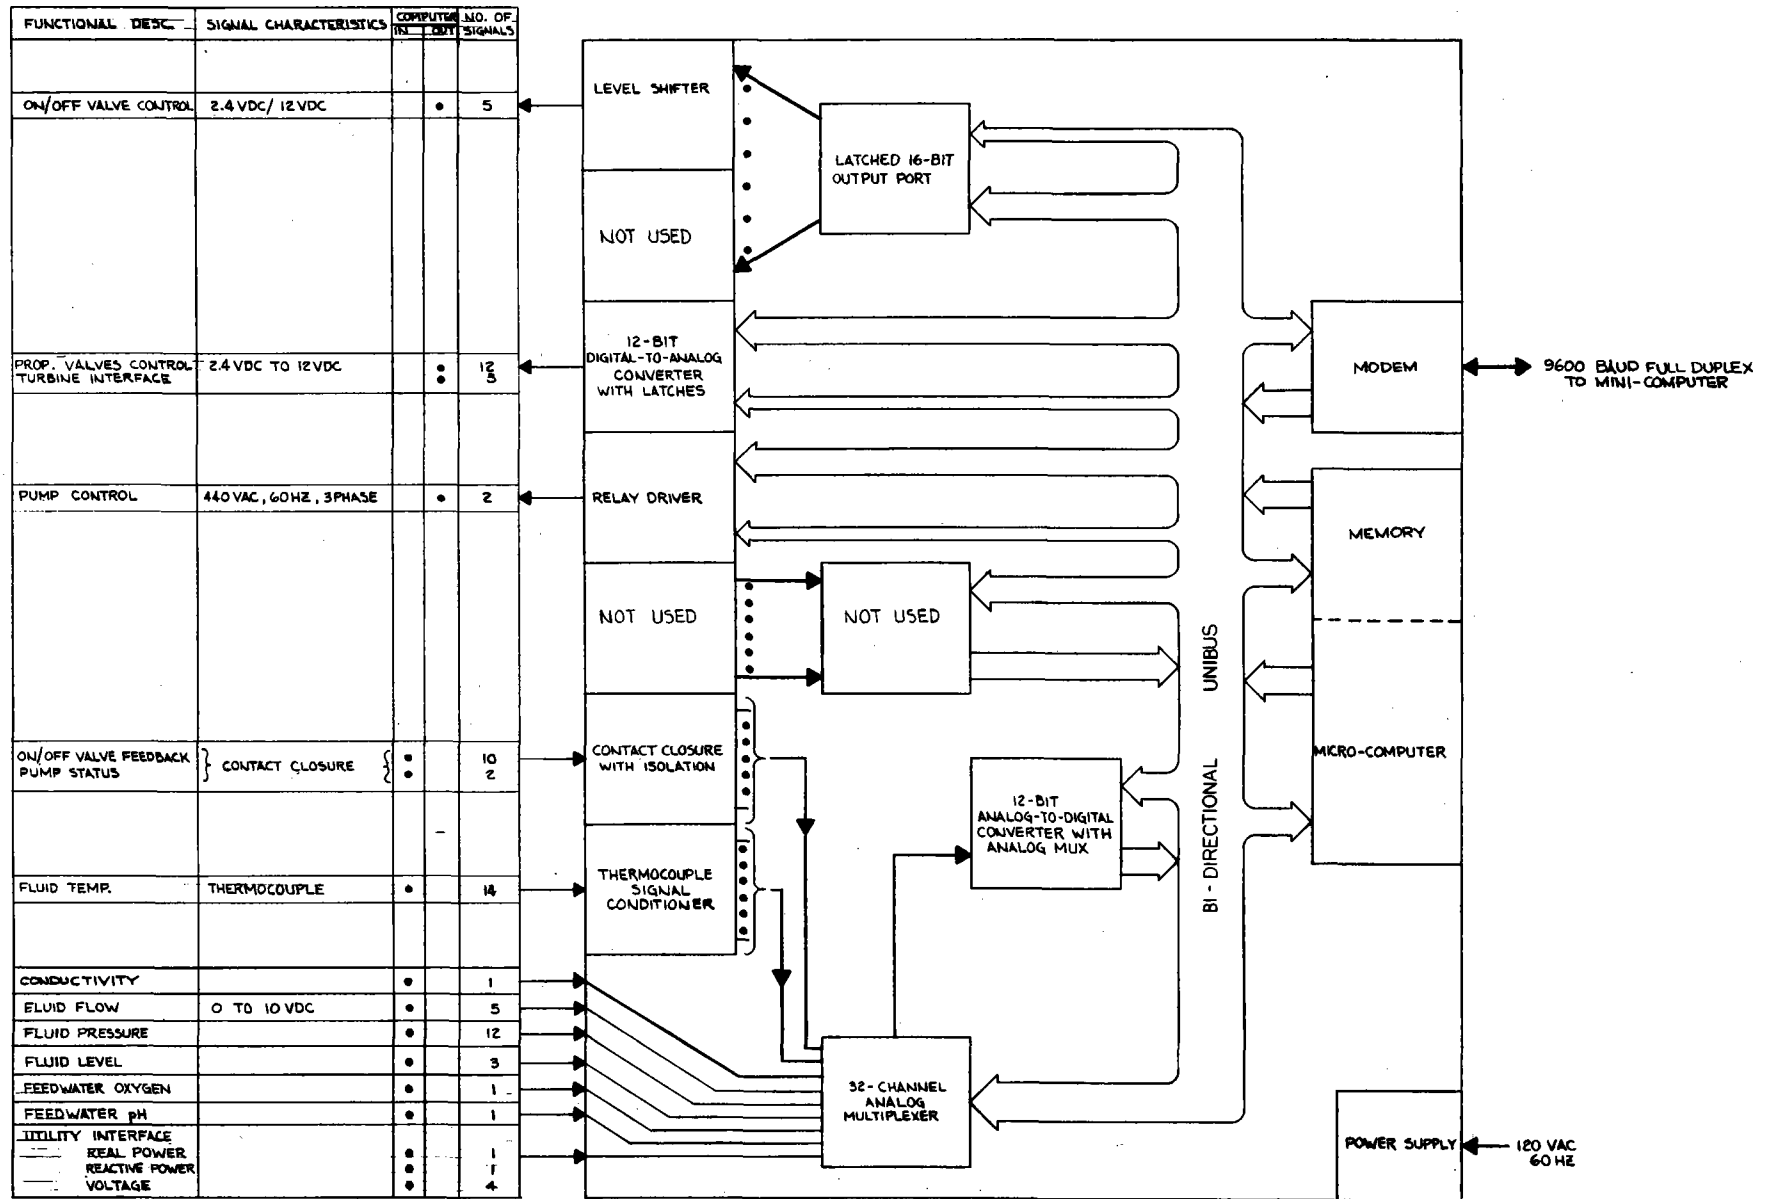 FUNCTIONAL DESC. SIGNAL CHARACTERISTICS COMPUTER NO. OF
IN OUT SIGNALS
ON/OFF VALVE CONTROL 2.4 VDC/ 12 VDC 5
PROP. VALVES CONTROL 2.4 VDC TO 12 VDC 12
TURBINE INTERFACE 5
PUMP CONTROL 440 VAC, 60HZ, 3PHASE 2
ON/OFF VALVE FEEDBACK 10
PUMP STATUS 2
CONTACT CLOSURE
FLUID TEMP. THERMOCOUPLE 14
CONDUCTIVITY 1
FLUID FLOW 0 TO 10 VDC 5
FLUID PRESSURE 12
FLUID LEVEL 3
FEEDWATER OXYGEN 1
FEEDWATER pH 1
UTILITY INTERFACE
REAL POWER 1
REACTIVE POWER 1
VOLTAGE 4
LEVEL SHIFTER
NOT USED
12-BIT
DIGITAL-TO-ANALOG
CONVERTER
WITH LATCHES
RELAY DRIVER
NOT USED
CONTACT CLOSURE
WITH ISOLATION
THERMOCOUPLE
SIGNAL
CONDITIONER
LATCHED 16-BIT
OUTPUT PORT
NOT USED
12-BIT
ANALOG-TO-DIGITAL
CONVERTER WITH
ANALOG MUX
32-CHANNEL
ANALOG
MULTIPLEXER
BI-DIRECTIONAL UNIBUS
MODEM
9600 BAUD FULL DUPLEX
TO MINI-COMPUTER
MEMORY
MICRO-COMPUTER
POWER SUPPLY
120 VAC
60 HZ